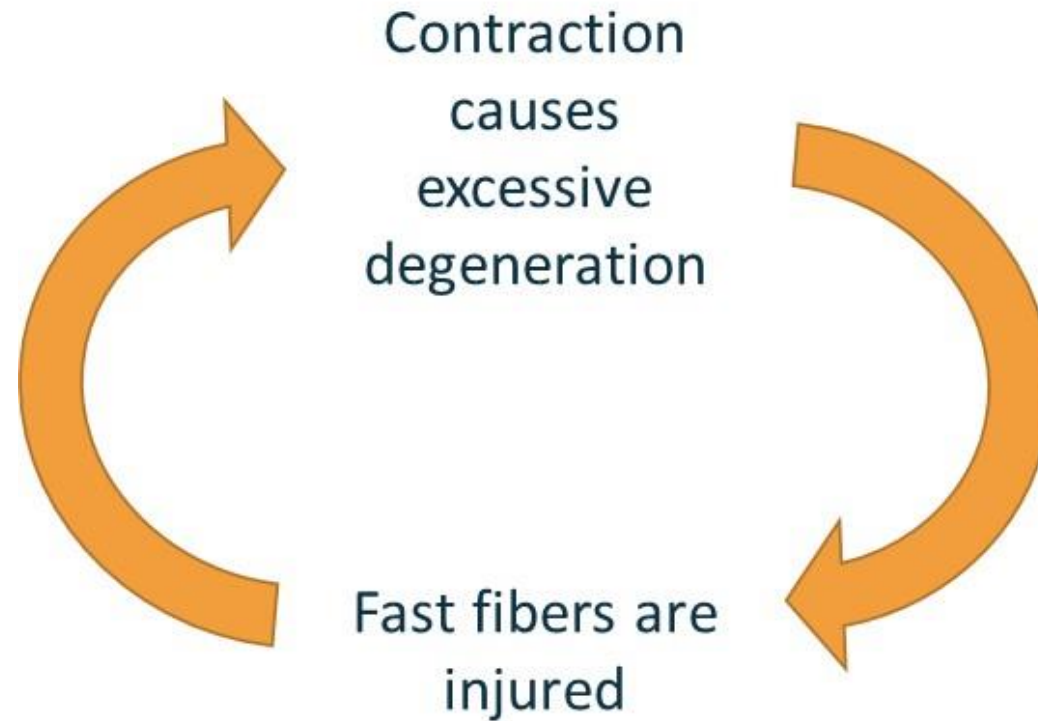 Contraction
causes
excessive
degeneration
Fast fibers are
injured